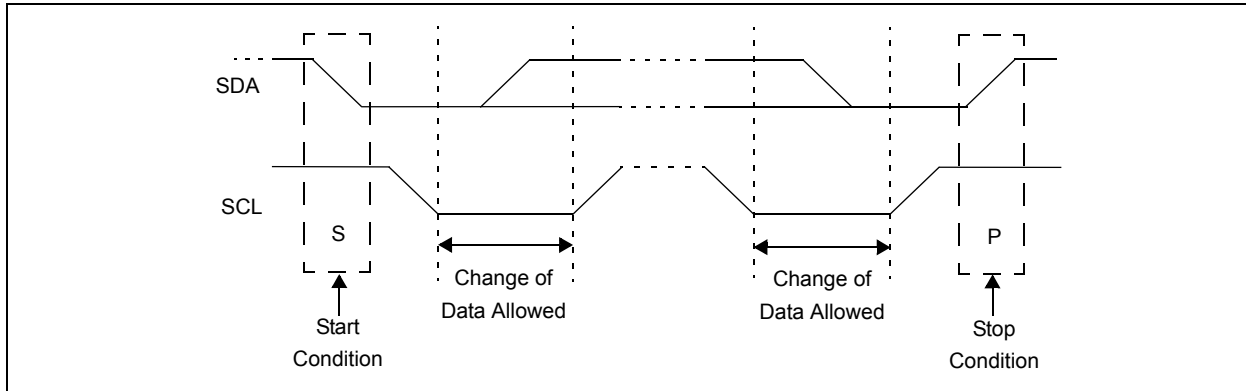 SDA
SCL
S
P
Change of
Data Allowed
Change of
Data Allowed
Start
Condition
Stop
Condition